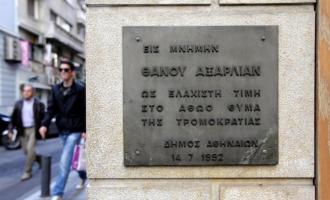 ΕΙΣ ΜΝΗΜΗΝ
ΘΑΝΟΥ ΑΞΑΡΛΙΑΝ
ΩΣ ΕΛΑΧΙΣΤΗ ΤΙΜΗ
ΣΤΟ ΑΘΩΟ ΘΥΜΑ
ΤΗΣ ΤΡΟΜΟΚΡΑΤΙΑΣ
ΔΗΜΟΣ ΑΘΗΝΑΙΩΝ
14 7 1992